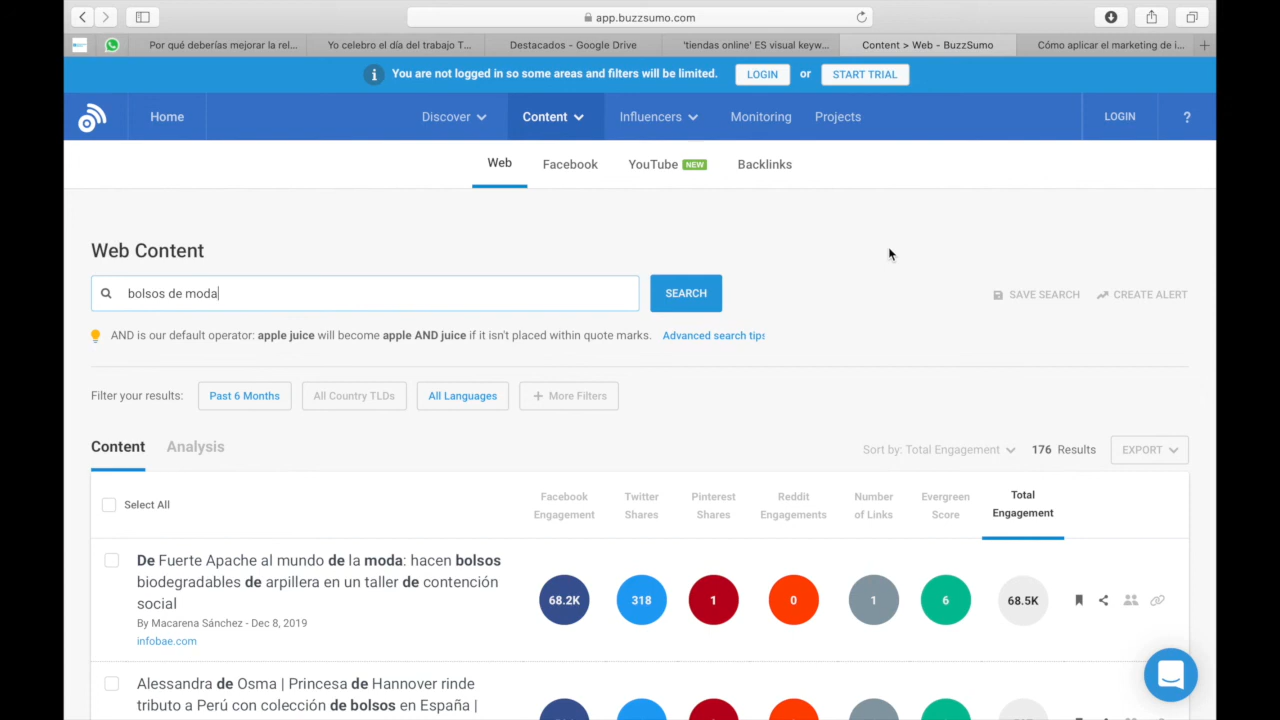 app.buzzsumo.com
Por qué deberías mejorar la rel...
Yo celebro el día del trabajo T...
Destacados - Google Drive
'tiendas online' ES visual keyw...
Content > Web - BuzzSumo
Cómo aplicar el marketing de i...
You are not logged in so some areas and filters will be limited. LOGIN or START TRIAL
Home
Discover
Content
Influencers
Monitoring
Projects
LOGIN
?
Web
Facebook
YouTube NEW
Backlinks
Web Content
bolsos de moda
SEARCH
SAVE SEARCH
CREATE ALERT
AND is our default operator: apple juice will become apple AND juice if it isn't placed within quote marks. Advanced search tips
Filter your results:
Past 6 Months
All Country TLDs
All Languages
+ More Filters
Content
Analysis
Sort by: Total Engagement
176 Results
EXPORT
Select All
Facebook
Engagement
Twitter
Shares
Pinterest
Shares
Reddit
Engagements
Number
of Links
Evergreen
Score
Total
Engagement
De Fuerte Apache al mundo de la moda: hacen bolsos
biodegradables de arpillera en un taller de contención
social
By Macarena Sánchez - Dec 8, 2019
infobae.com
68.2K
318
1
0
1
6
68.5K
Alessandra de Osma | Princesa de Hannover rinde
tributo a Perú con colección de bolsos en España |